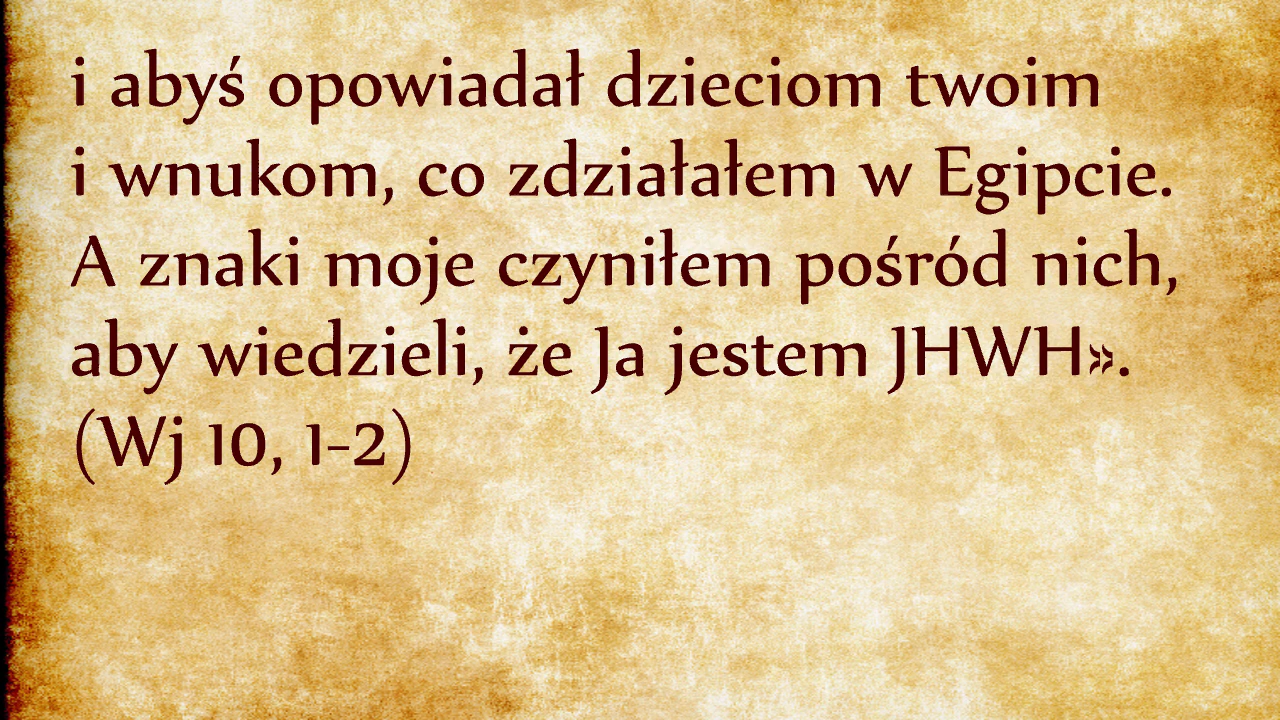 i abyś opowiadał dzieciom twoim
i wnukom, co zdziałałem w Egipcie.
A znaki moje czyniłem pośród nich,
aby wiedzieli, że Ja jestem JHWH».
(Wj 10, 1-2)